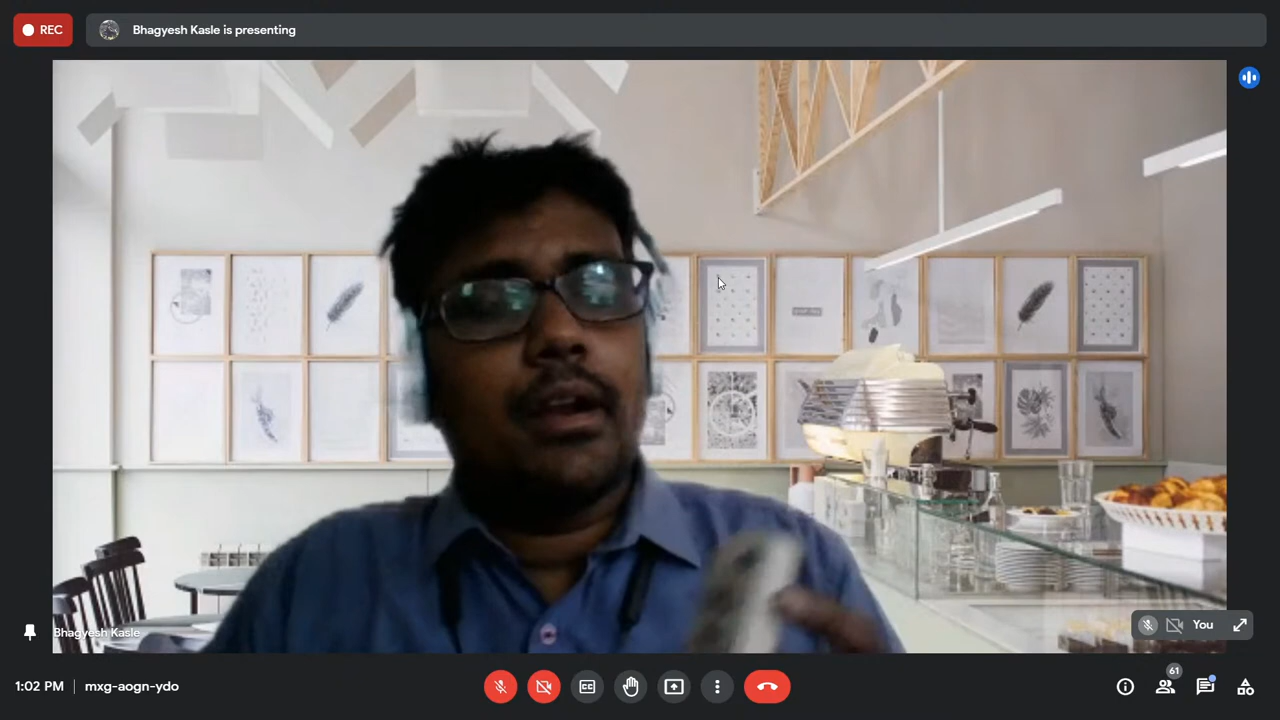 REC
Bhagyesh Kasle is presenting
Bhagyesh Kasle
You
1:02 PM | mxg-aogn-ydo
61